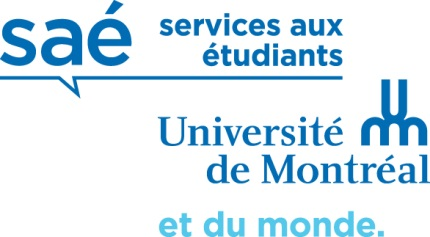 saé services aux
étudiants
Université
de Montréal
et du monde.